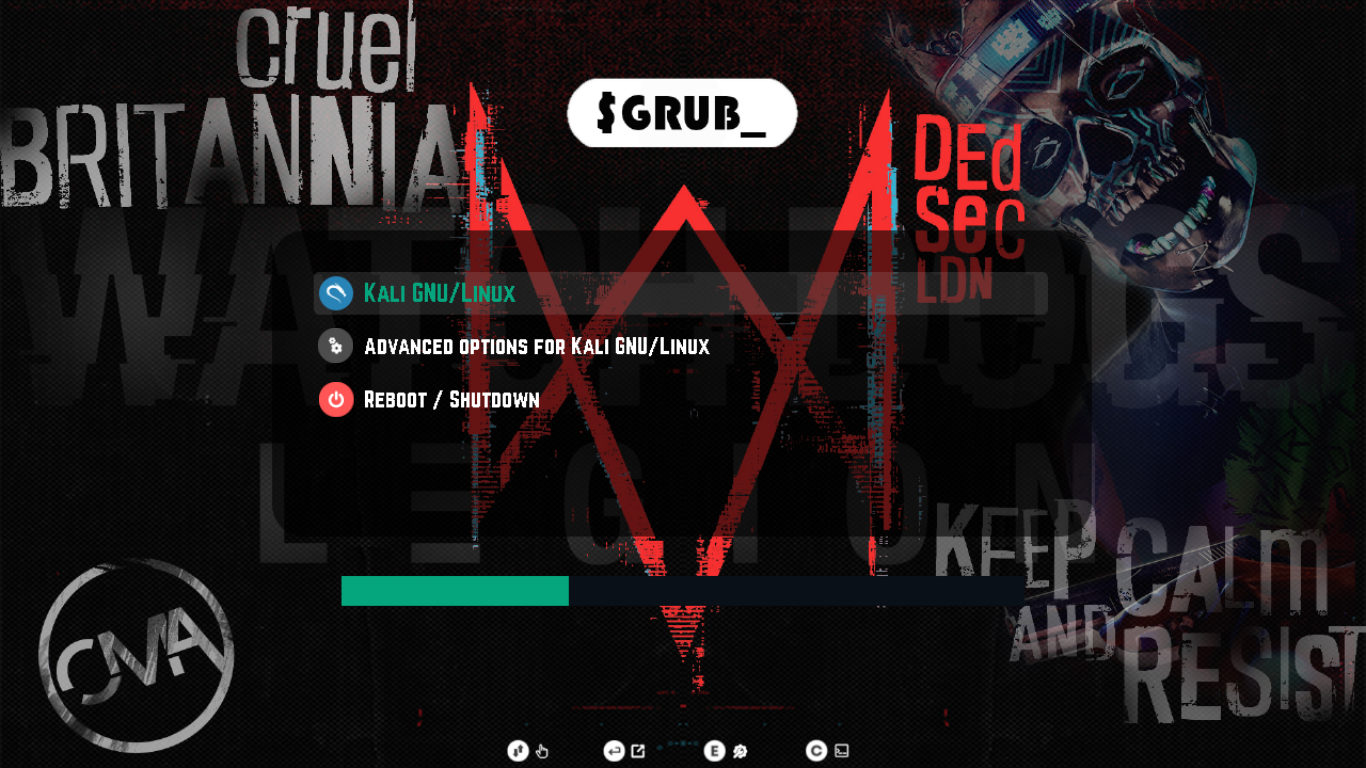 cruel
BRITANNIA
$GRUB_
DEd
SeC
LDN
WATCH DOGS
LEGION
Kali GNU/Linux
Advanced options for Kali GNU/Linux
Reboot / Shutdown
KEEP CALM
AND RESIST
CMA
E
C